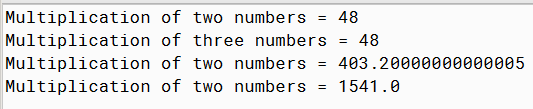 Multiplication of two numbers = 48
Multiplication of three numbers = 48
Multiplication of two numbers = 403.20000000000005
Multiplication of two numbers = 1541.0